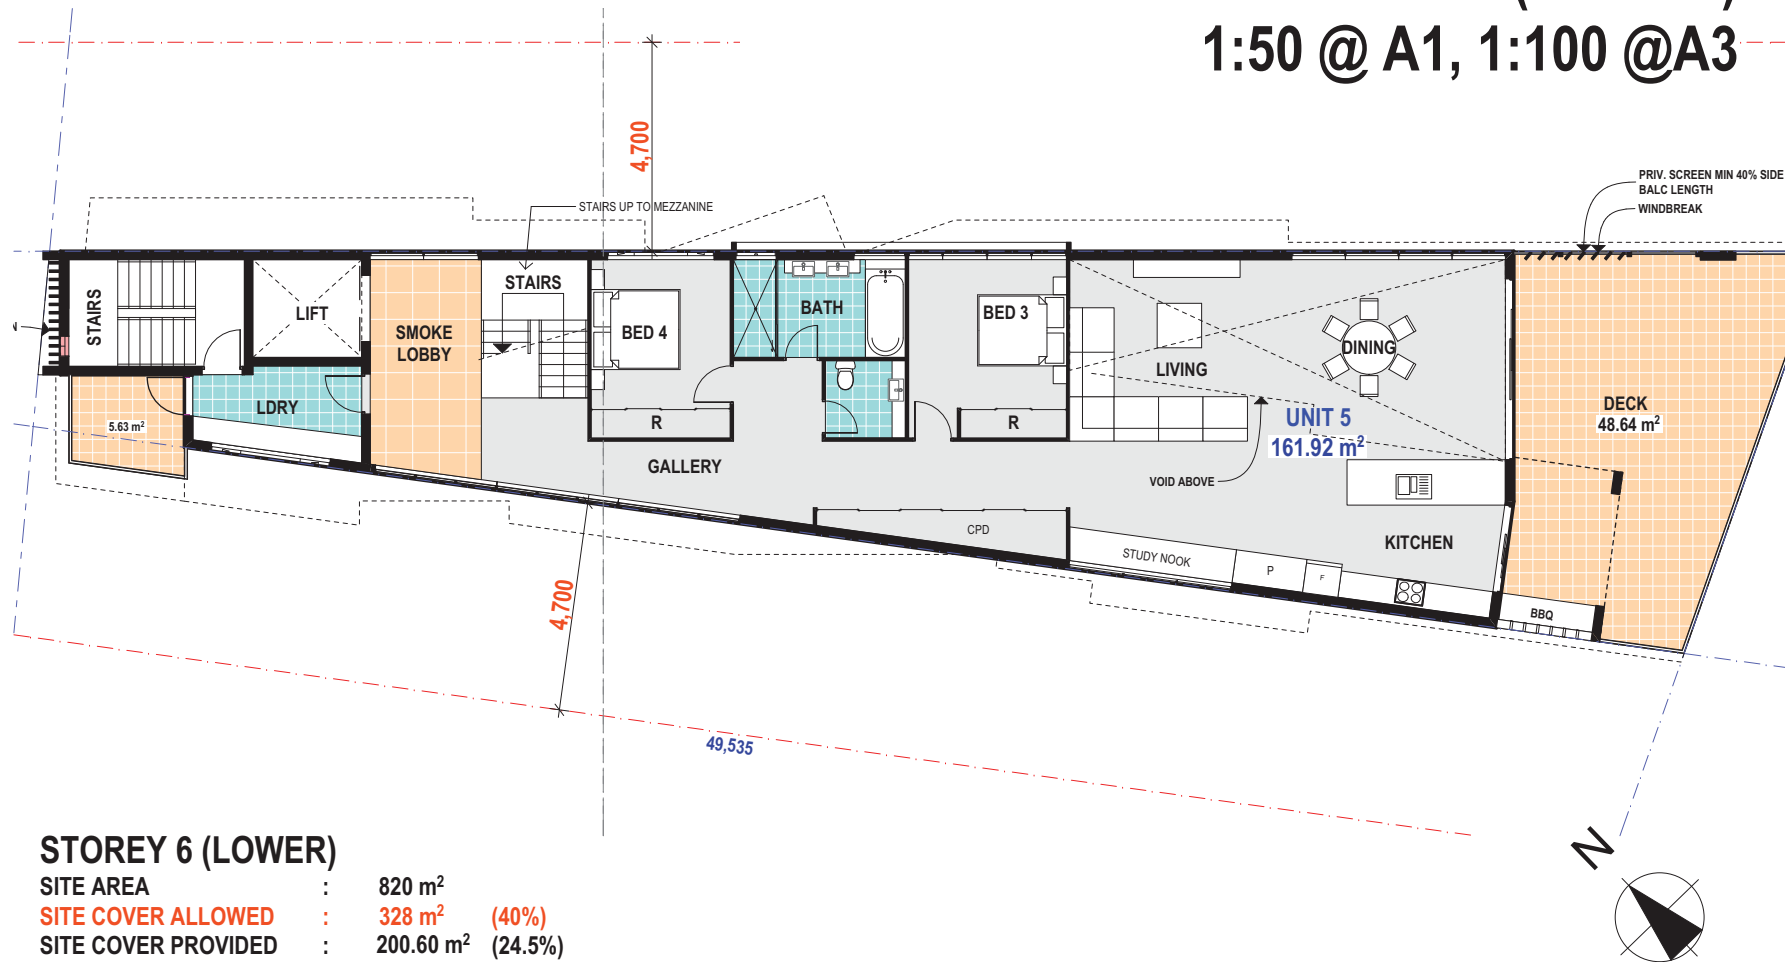 1:50 @ A1, 1:100 @A3
4,700
PRIV. SCREEN MIN 40% SIDE
BALC LENGTH
WINDBREAK
STAIRS UP TO MEZZANINE
STAIRS
LIFT
SMOKE
LOBBY
STAIRS
BED 4
BATH
BED 3
LIVING
DINING
DECK
48.64 m²
UNIT 5
161.92 m²
LDRY
5.63 m²
R
R
GALLERY
VOID ABOVE
CPD
KITCHEN
STUDY NOOK
P
F
BBQ
4,700
49,535
N
STOREY 6 (LOWER)
SITE AREA : 820 m²
SITE COVER ALLOWED : 328 m² (40%)
SITE COVER PROVIDED : 200.60 m² (24.5%)